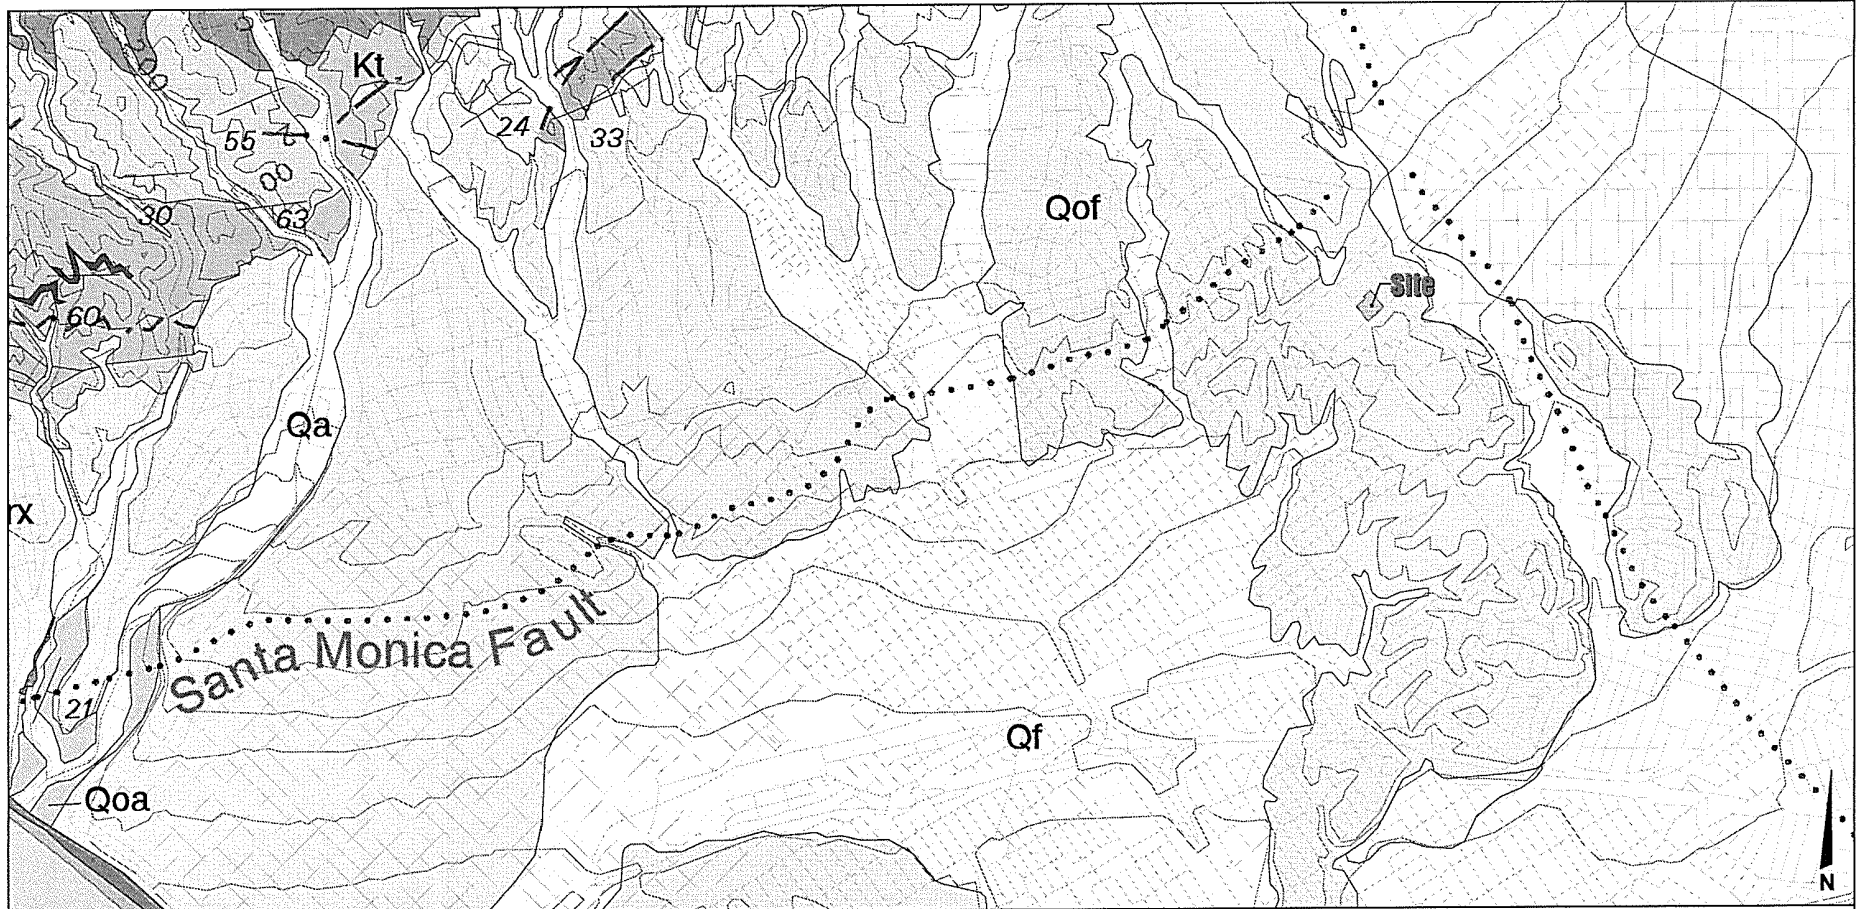 Kt
24
33
55
00
30
63
Qof
Site
60
Qa
rx
Santa Monica Fault
21
Qf
Qoa
N